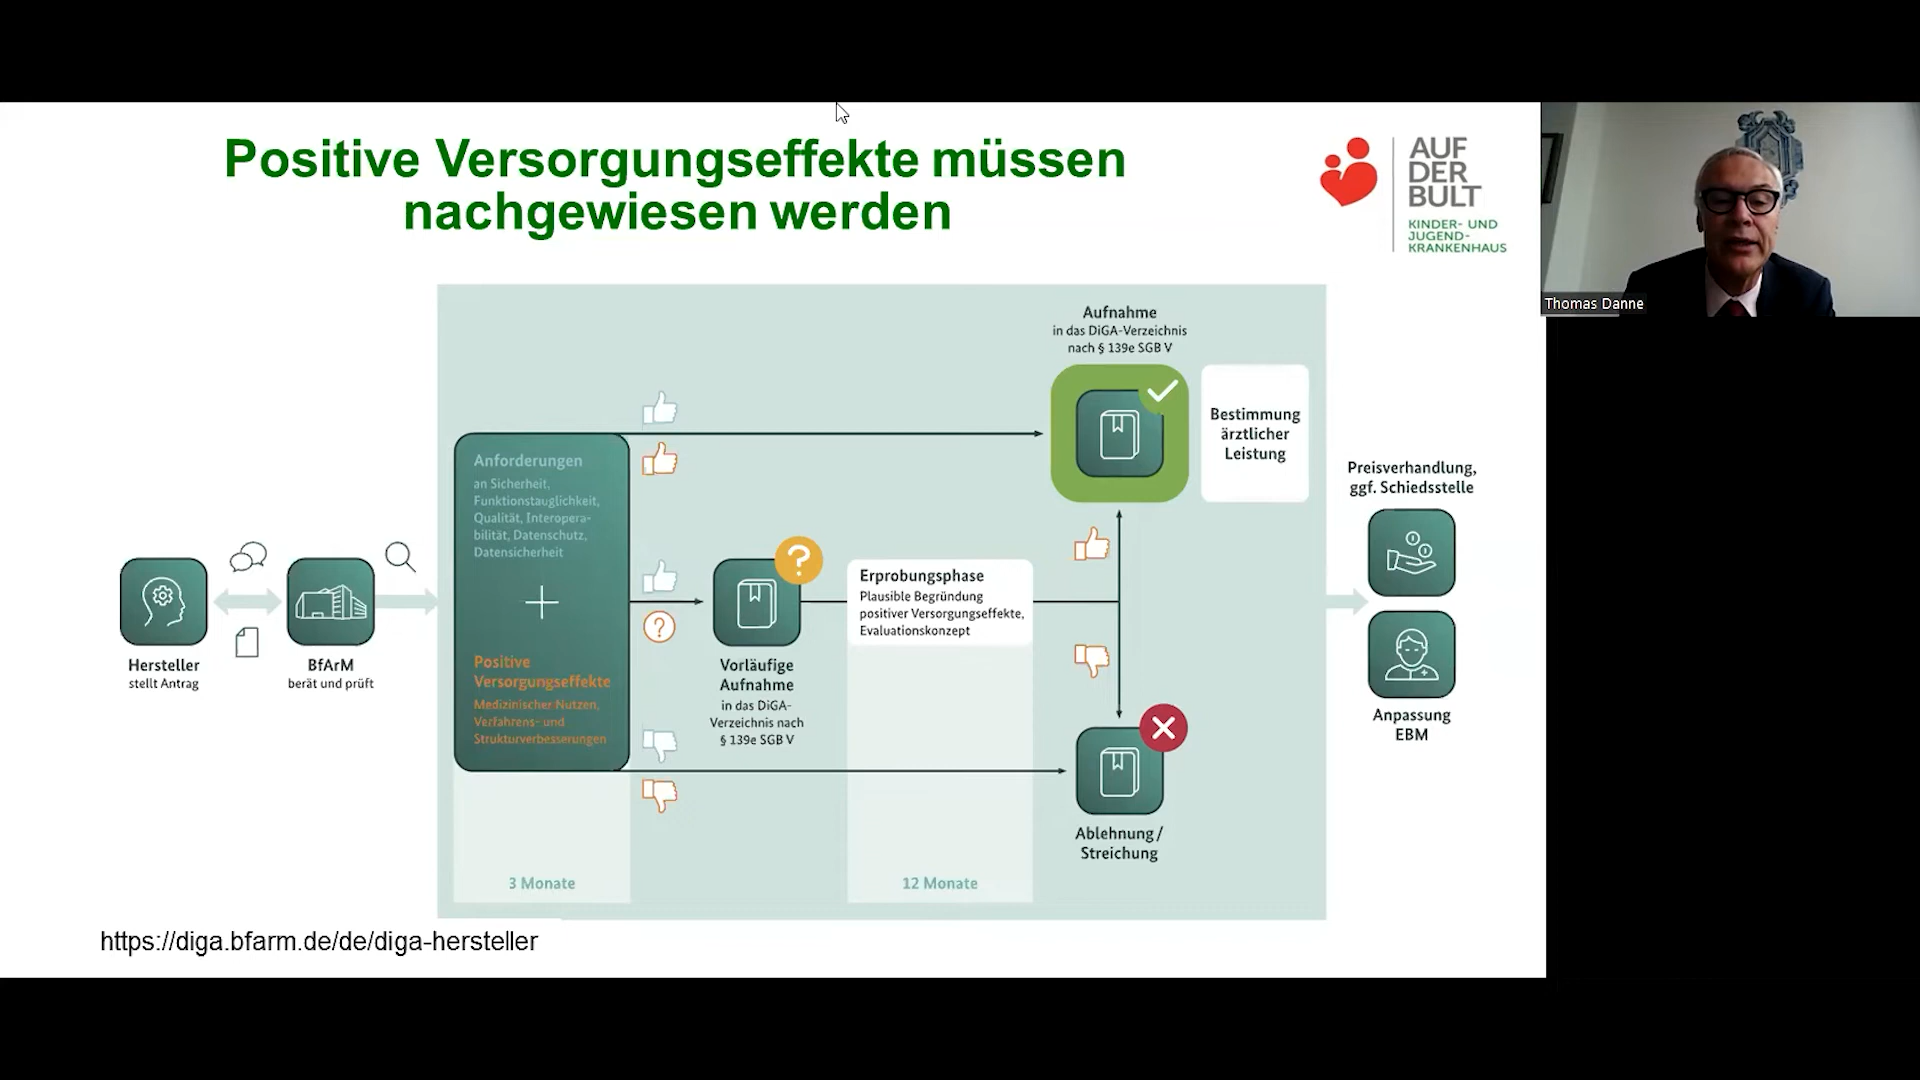 Positive Versorgungseffekte müssen
nachgewiesen werden
AUF
DER
BULT
KINDER- UND
JUGEND-
KRANKENHAUS
Thomas Danne
Hersteller
stellt Antrag
BfArM
berät und prüft
Anforderungen
an Sicherheit,
Funktionstauglichkeit,
Qualität, Interopera-
bilität, Datenschutz,
Datensicherheit
Positive
Versorgungseffekte
Medizinischer Nutzen,
Verfahrens- und
Strukturverbesserungen
3 Monate
?
?
Vorläufige
Aufnahme
in das DiGA-
Verzeichnis nach
§ 139e SGB V
Erprobungsphase
Plausible Begründung
positiver Versorgungseffekte,
Evaluationskonzept
12 Monate
Aufnahme
in das DiGA-Verzeichnis
nach § 139e SGB V
Bestimmung
ärztlicher
Leistung
Ablehnung /
Streichung
Preisverhandlung,
ggf. Schiedsstelle
Anpassung
EBM
https://diga.bfarm.de/de/diga-hersteller